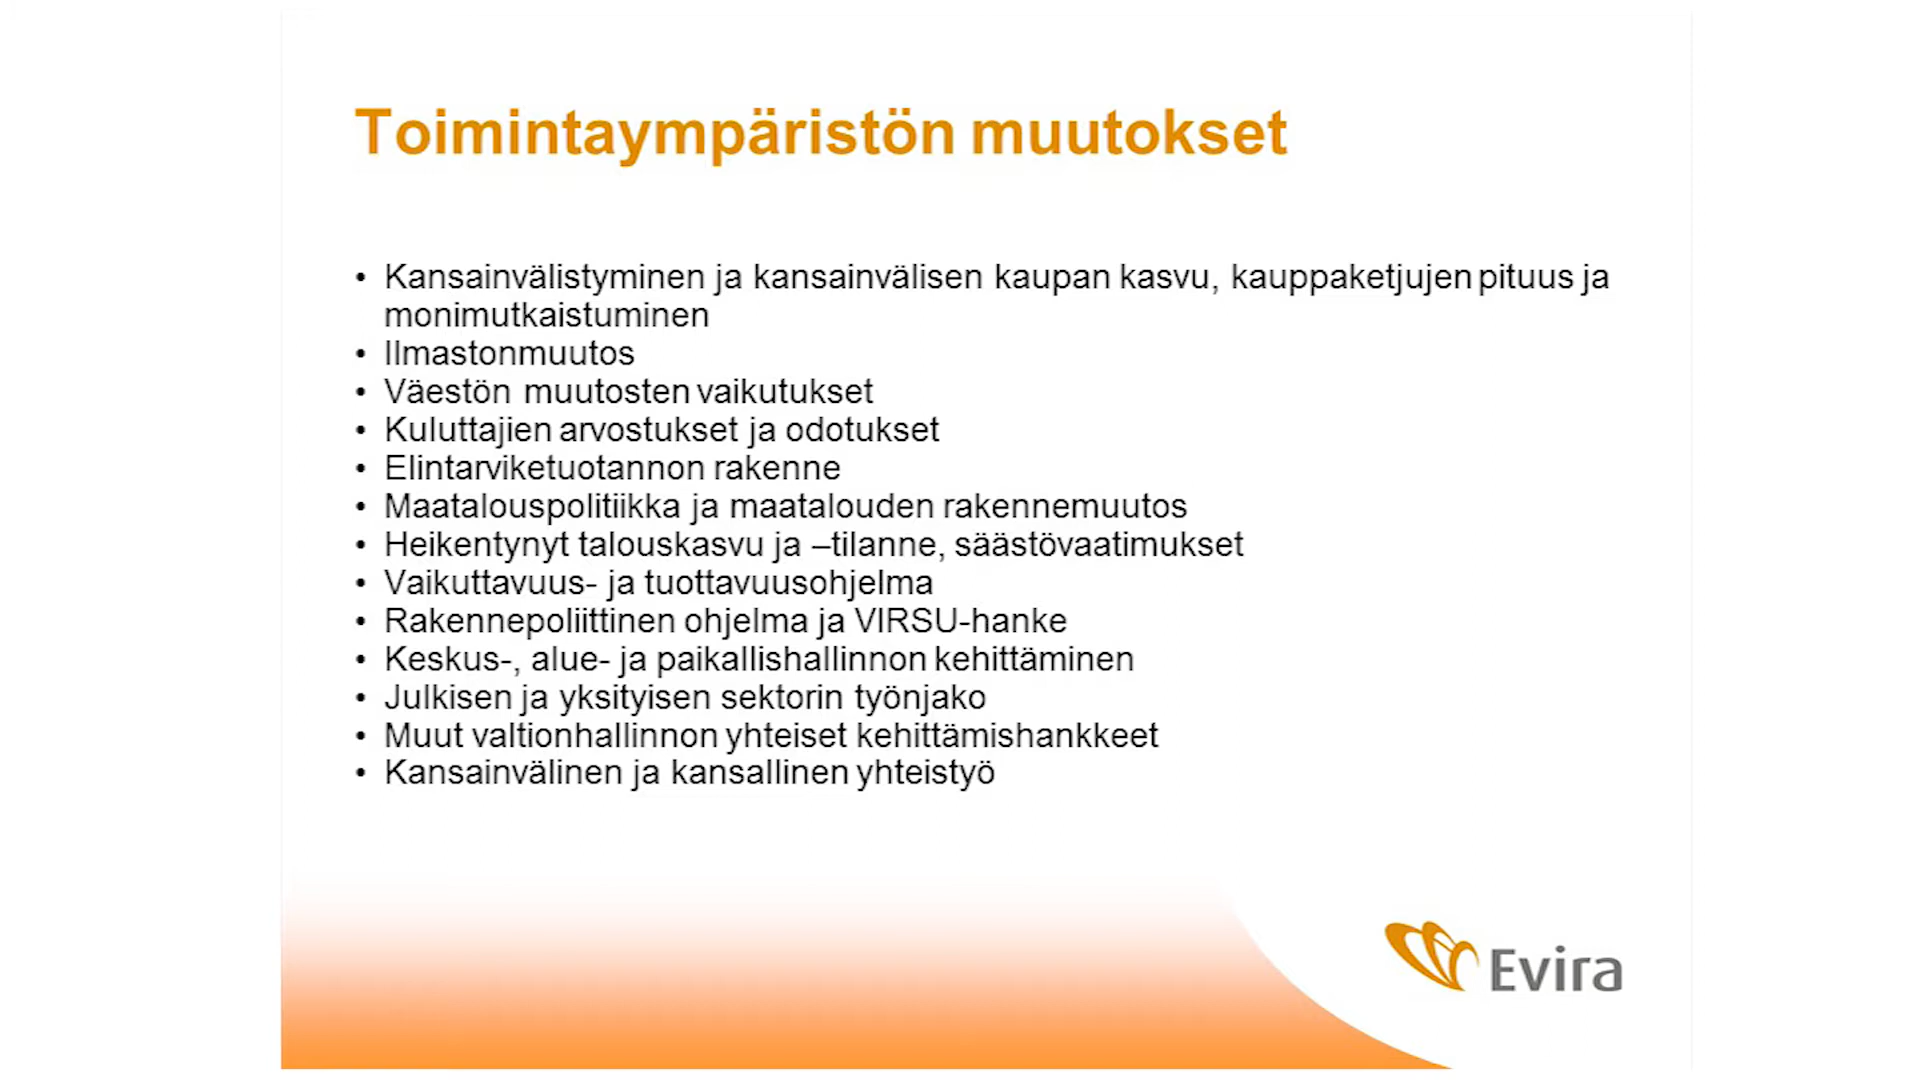 Toimintaympäristön muutokset
• Kansainvälistyminen ja kansainvälisen kaupan kasvu, kauppaketjujen pituus ja
monimutkaistuminen
• Ilmastonmuutos
• Väestön muutosten vaikutukset
• Kuluttajien arvostukset ja odotukset
• Elintarviketuotannon rakenne
• Maatalouspolitiikka ja maatalouden rakennemuutos
• Heikentynyt talouskasvu ja –tilanne, säästövaatimukset
• Vaikuttavuus- ja tuottavuusohjelma
• Rakennepoliittinen ohjelma ja VIRSU-hanke
• Keskus-, alue- ja paikallishallinnon kehittäminen
• Julkisen ja yksityisen sektorin työnjako
• Muut valtionhallinnon yhteiset kehittämishankkeet
• Kansainvälinen ja kansallinen yhteistyö
Evira